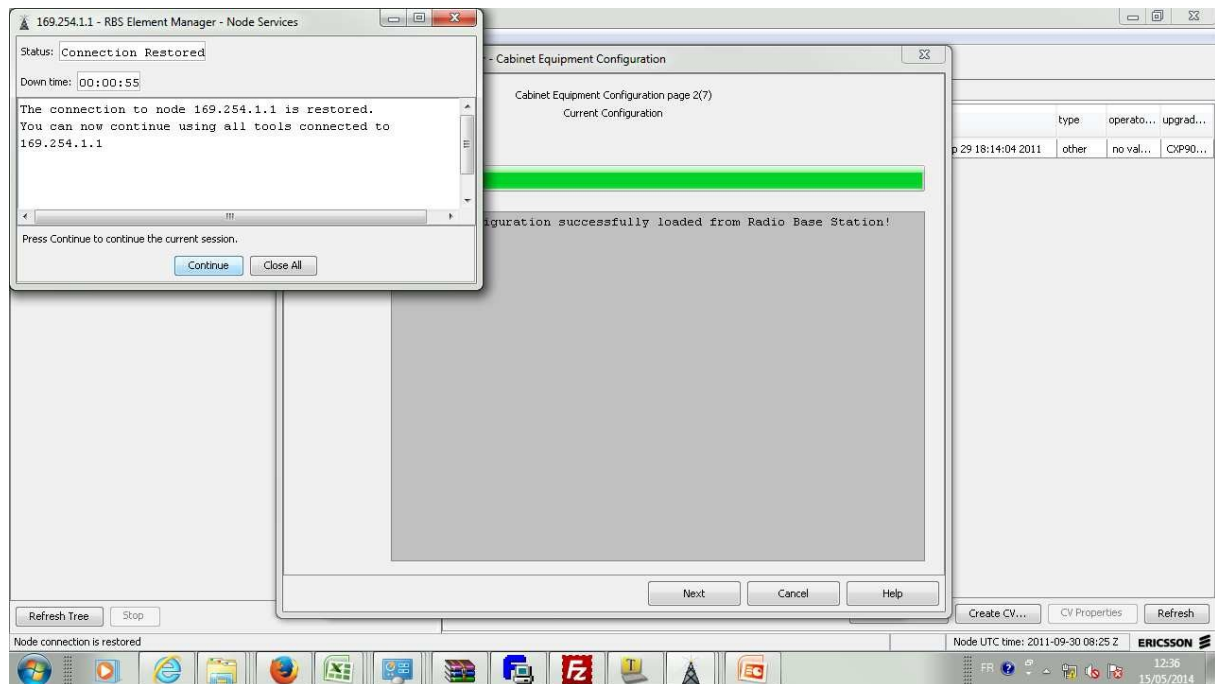 169.254.1.1 - RBS Element Manager - Node Services
Status: Connection Restored
Down time: 00:00:55
The connection to node 169.254.1.1 is restored.
You can now continue using all tools connected to
169.254.1.1
Press Continue to continue the current session.
Continue
Close All
- Cabinet Equipment Configuration
Cabinet Equipment Configuration page 2(7)
Current Configuration
successfully loaded from Radio Base Station!
Next
Cancel
Help
type
operato...
upgrad...
29 18:14:04 2011
other
no val...
CXP90...
Refresh Tree
Stop
Create CV...
CV Properties
Refresh
Node connection is restored
Node UTC time: 2011-09-30 08:25 Z
ERICSSON
FR
12:36
15/05/2014